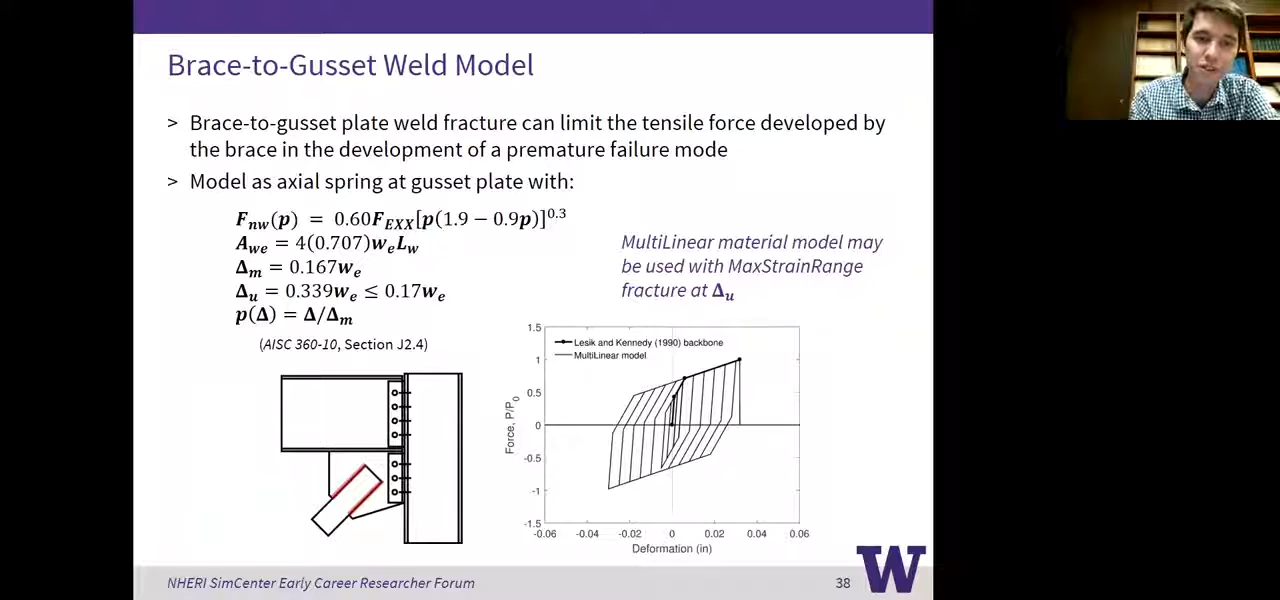 Brace-to-Gusset Weld Model
> Brace-to-gusset plate weld fracture can limit the tensile force developed by
the brace in the development of a premature failure mode
> Model as axial spring at gusset plate with:
F_nw(p) = 0.60F_EXX[p(1.9 − 0.9p)]^0.3
A_we = 4(0.707)w_e L_w
Δ_m = 0.167w_e
Δ_u = 0.339w_e ≤ 0.17w_e
p(Δ) = Δ/Δ_m
(AISC 360-10, Section J2.4)
MultiLinear material model may
be used with MaxStrainRange
fracture at Δ_u
Lesik and Kennedy (1990) backbone
MultiLinear model
Force, P/P_0
1.5
1
0.5
0
-0.5
-1
-1.5
-0.06 -0.04 -0.02 0 0.02 0.04 0.06
Deformation (in)
NHERI SimCenter Early Career Researcher Forum
38
W